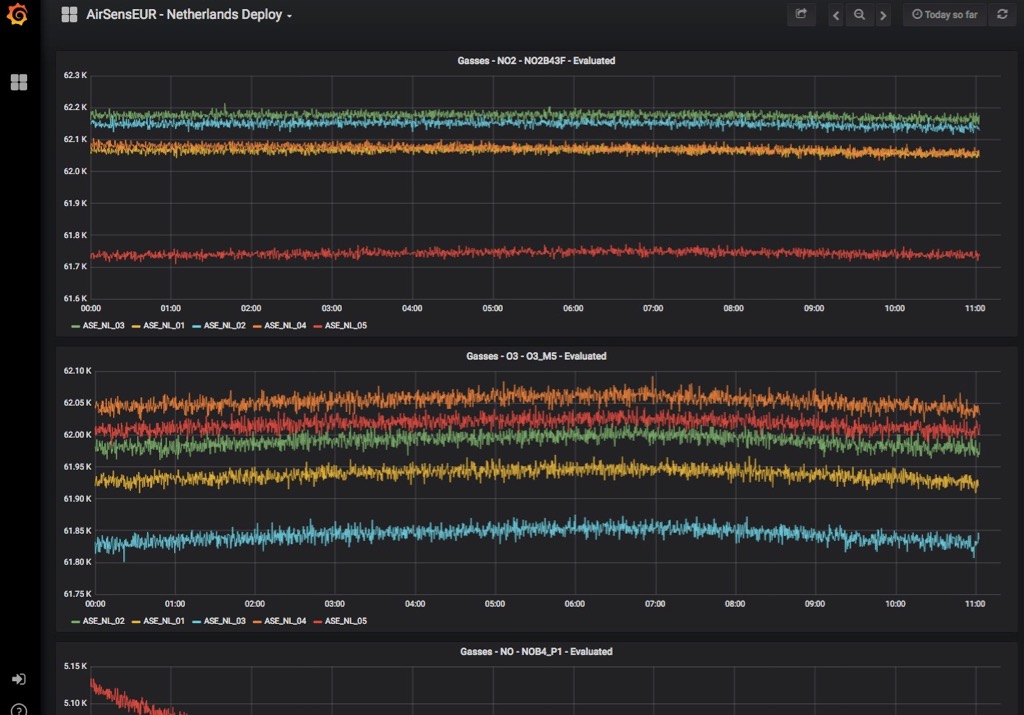 AirSensEUR - Netherlands Deploy
Today so far
Gasses - NO2 - NO2B43F - Evaluated
62.3 K
62.2 K
62.1 K
62.0 K
61.9 K
61.8 K
61.7 K
61.6 K
00:00 01:00 02:00 03:00 04:00 05:00 06:00 07:00 08:00 09:00 10:00 11:00
ASE_NL_03 ASE_NL_01 ASE_NL_02 ASE_NL_04 ASE_NL_05
Gasses - O3 - O3_M5 - Evaluated
62.10 K
62.05 K
62.00 K
61.95 K
61.90 K
61.85 K
61.80 K
61.75 K
00:00 01:00 02:00 03:00 04:00 05:00 06:00 07:00 08:00 09:00 10:00 11:00
ASE_NL_02 ASE_NL_01 ASE_NL_03 ASE_NL_04 ASE_NL_05
Gasses - NO - NOB4_P1 - Evaluated
5.15 K
5.10 K